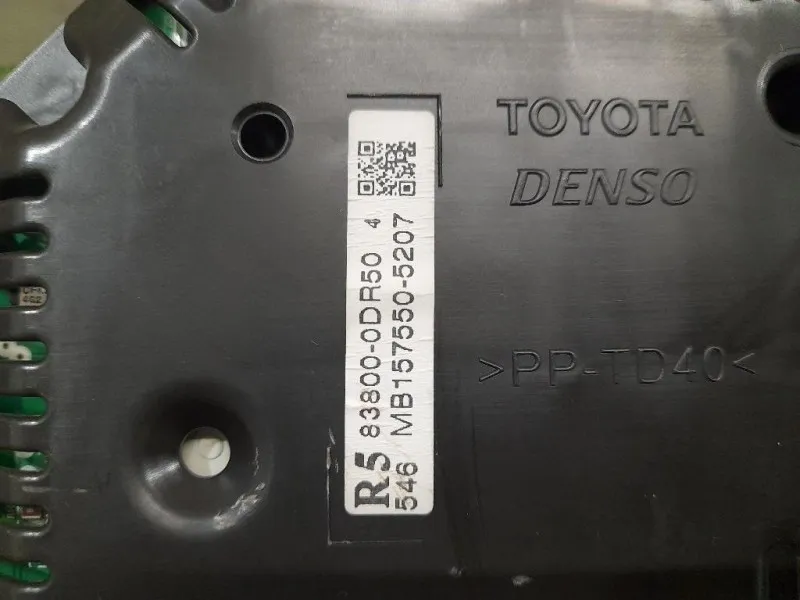 TOYOTA
DENSO
R5 83800-0DR50 4
546 MB157550-5207
>PP-TD40<